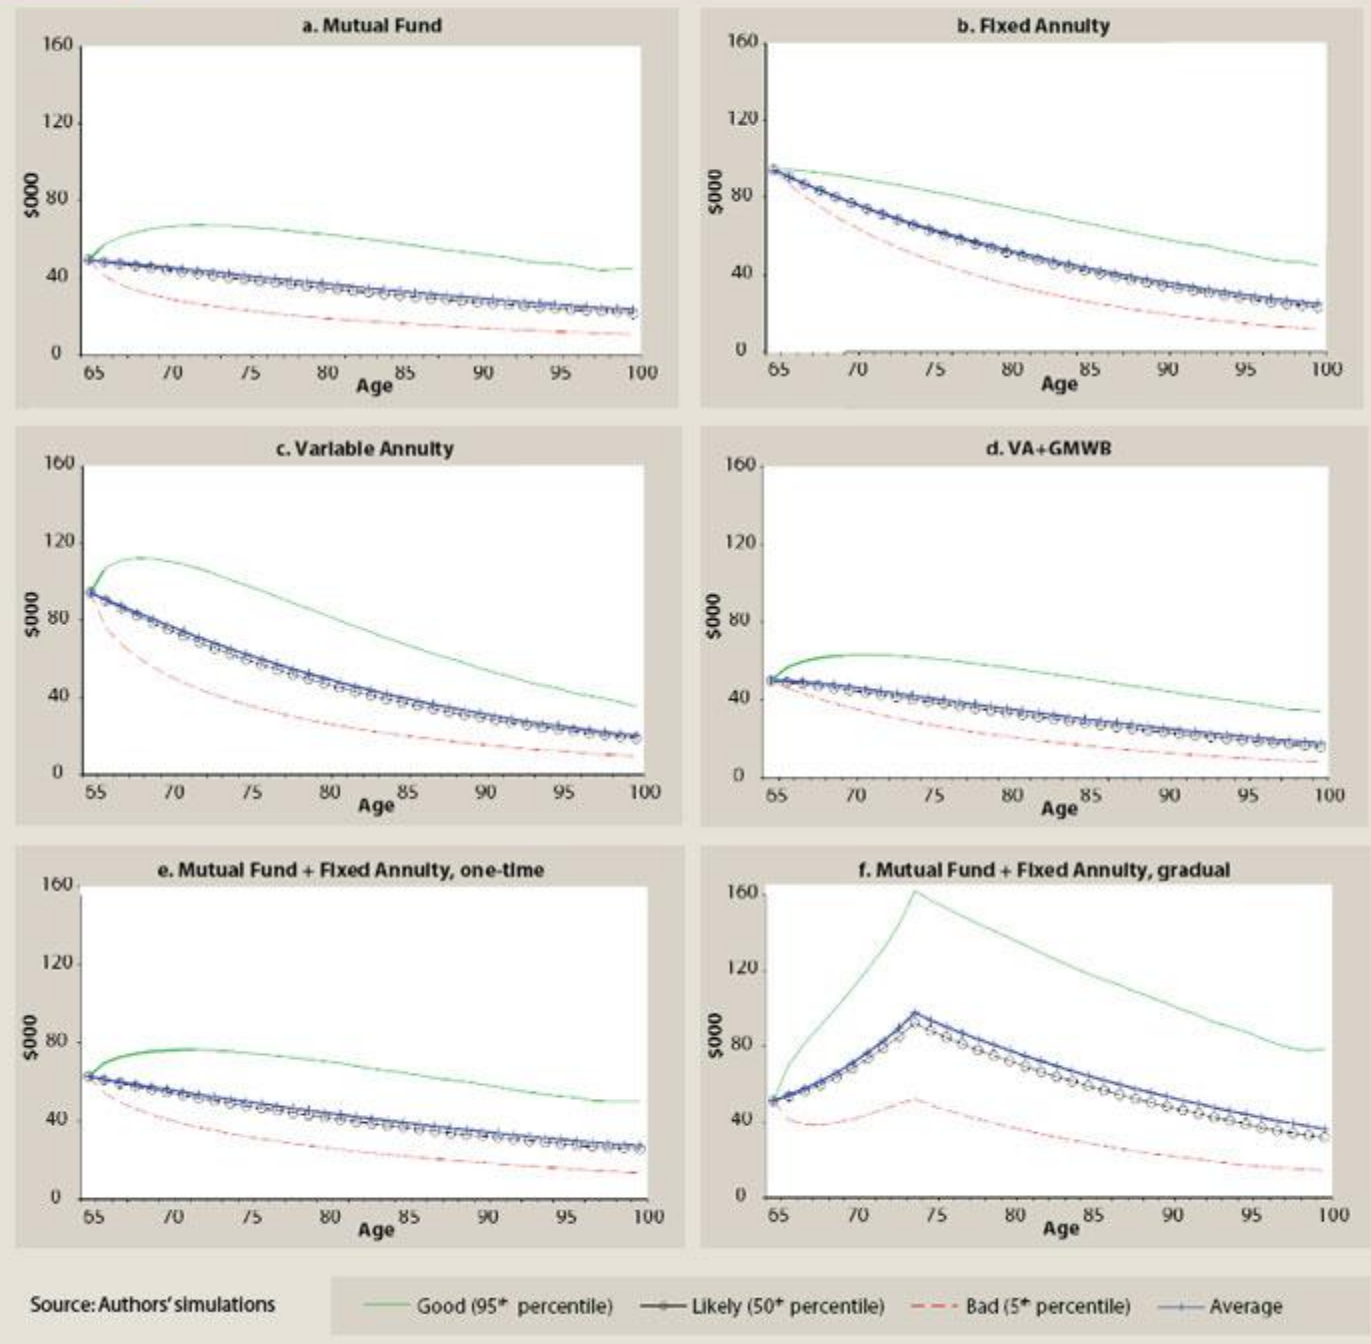 a. Mutual Fund
160
120
80
40
0
$000
65 70 75 80 85 90 95 100
Age
b. Fixed Annuity
160
120
80
40
0
$000
65 70 75 80 85 90 95 100
Age
c. Variable Annuity
160
120
80
40
0
$000
65 70 75 80 85 90 95 100
Age
d. VA+GMWB
160
120
80
40
0
$000
65 70 75 80 85 90 95 100
Age
e. Mutual Fund + Fixed Annuity, one-time
160
120
80
40
0
$000
65 70 75 80 85 90 95 100
Age
f. Mutual Fund + Fixed Annuity, gradual
160
120
80
40
0
$000
65 70 75 80 85 90 95 100
Age
Source: Authors' simulations
Good (95th percentile) Likely (50th percentile) Bad (5th percentile) Average